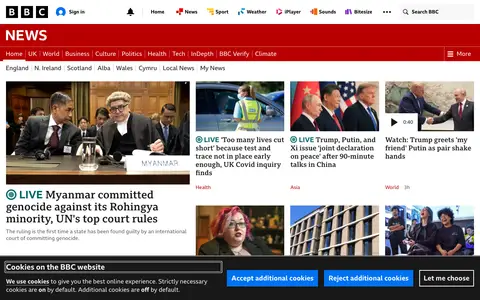 BBC
Sign in
Home
News
Sport
Weather
iPlayer
Sounds
Bitesize
Search BBC
NEWS
Home
UK
World
Business
Culture
Politics
Health
Tech
InDepth
BBC Verify
Climate
More
England
N. Ireland
Scotland
Alba
Wales
Cymru
Local News
My News
MYANMAR
LIVE Myanmar committed
genocide against its Rohingya
minority, UN's top court rules
The ruling is the first time a state has been found guilty by an
international court of committing genocide.
LIVE 'Too many lives cut
short' because test and
trace not in place early
enough, UK Covid inquiry
finds
Health
LIVE Trump, Putin, and
Xi issue 'joint declaration
on peace' after 90-minute
talks in China
Asia
0:40
Watch: Trump greets 'my
friend' Putin as pair shake
hands
World
3h
Cookies on the BBC website
We use cookies to give you the best online experience. Strictly necessary
cookies are on by default. Additional cookies are off by default.
Accept additional cookies
Reject additional cookies
Let me choose